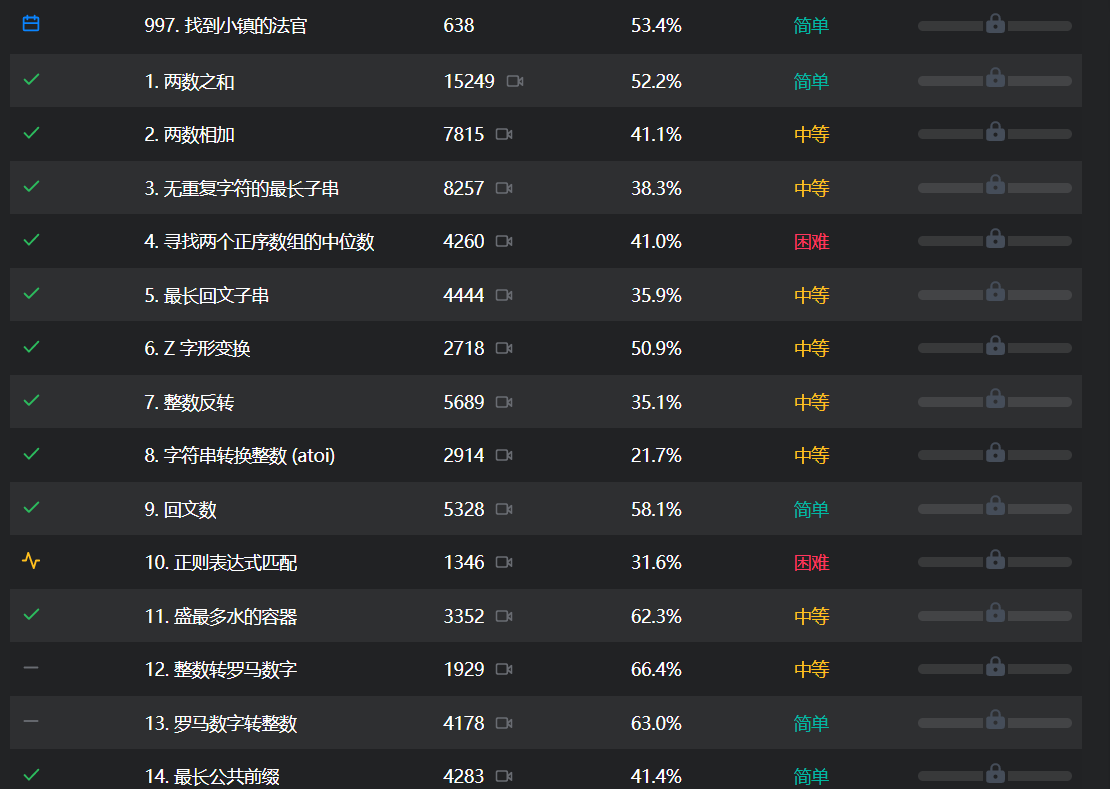 997. 找到小镇的法官 638 53.4% 简单
1. 两数之和 15249 52.2% 简单
2. 两数相加 7815 41.1% 中等
3. 无重复字符的最长子串 8257 38.3% 中等
4. 寻找两个正序数组的中位数 4260 41.0% 困难
5. 最长回文子串 4444 35.9% 中等
6. Z 字形变换 2718 50.9% 中等
7. 整数反转 5689 35.1% 中等
8. 字符串转换整数 (atoi) 2914 21.7% 中等
9. 回文数 5328 58.1% 简单
10. 正则表达式匹配 1346 31.6% 困难
11. 盛最多水的容器 3352 62.3% 中等
12. 整数转罗马数字 1929 66.4% 中等
13. 罗马数字转整数 4178 63.0% 简单
14. 最长公共前缀 4283 41.4% 简单